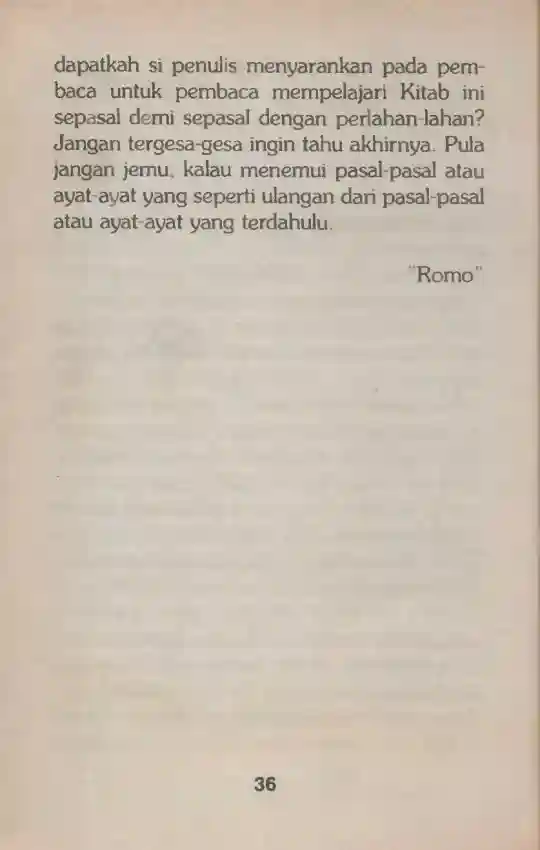 dapatkah si penulis menyarankan pada pem-
baca untuk pembaca mempelajari Kitab ini
sepasal demi sepasal dengan perlahan-lahan?
Jangan tergesa-gesa ingin tahu akhirnya. Pula
jangan jemu, kalau menemui pasal-pasal atau
ayat-ayat yang seperti ulangan dari pasal-pasal
atau ayat-ayat yang terdahulu.
"Romo"
36